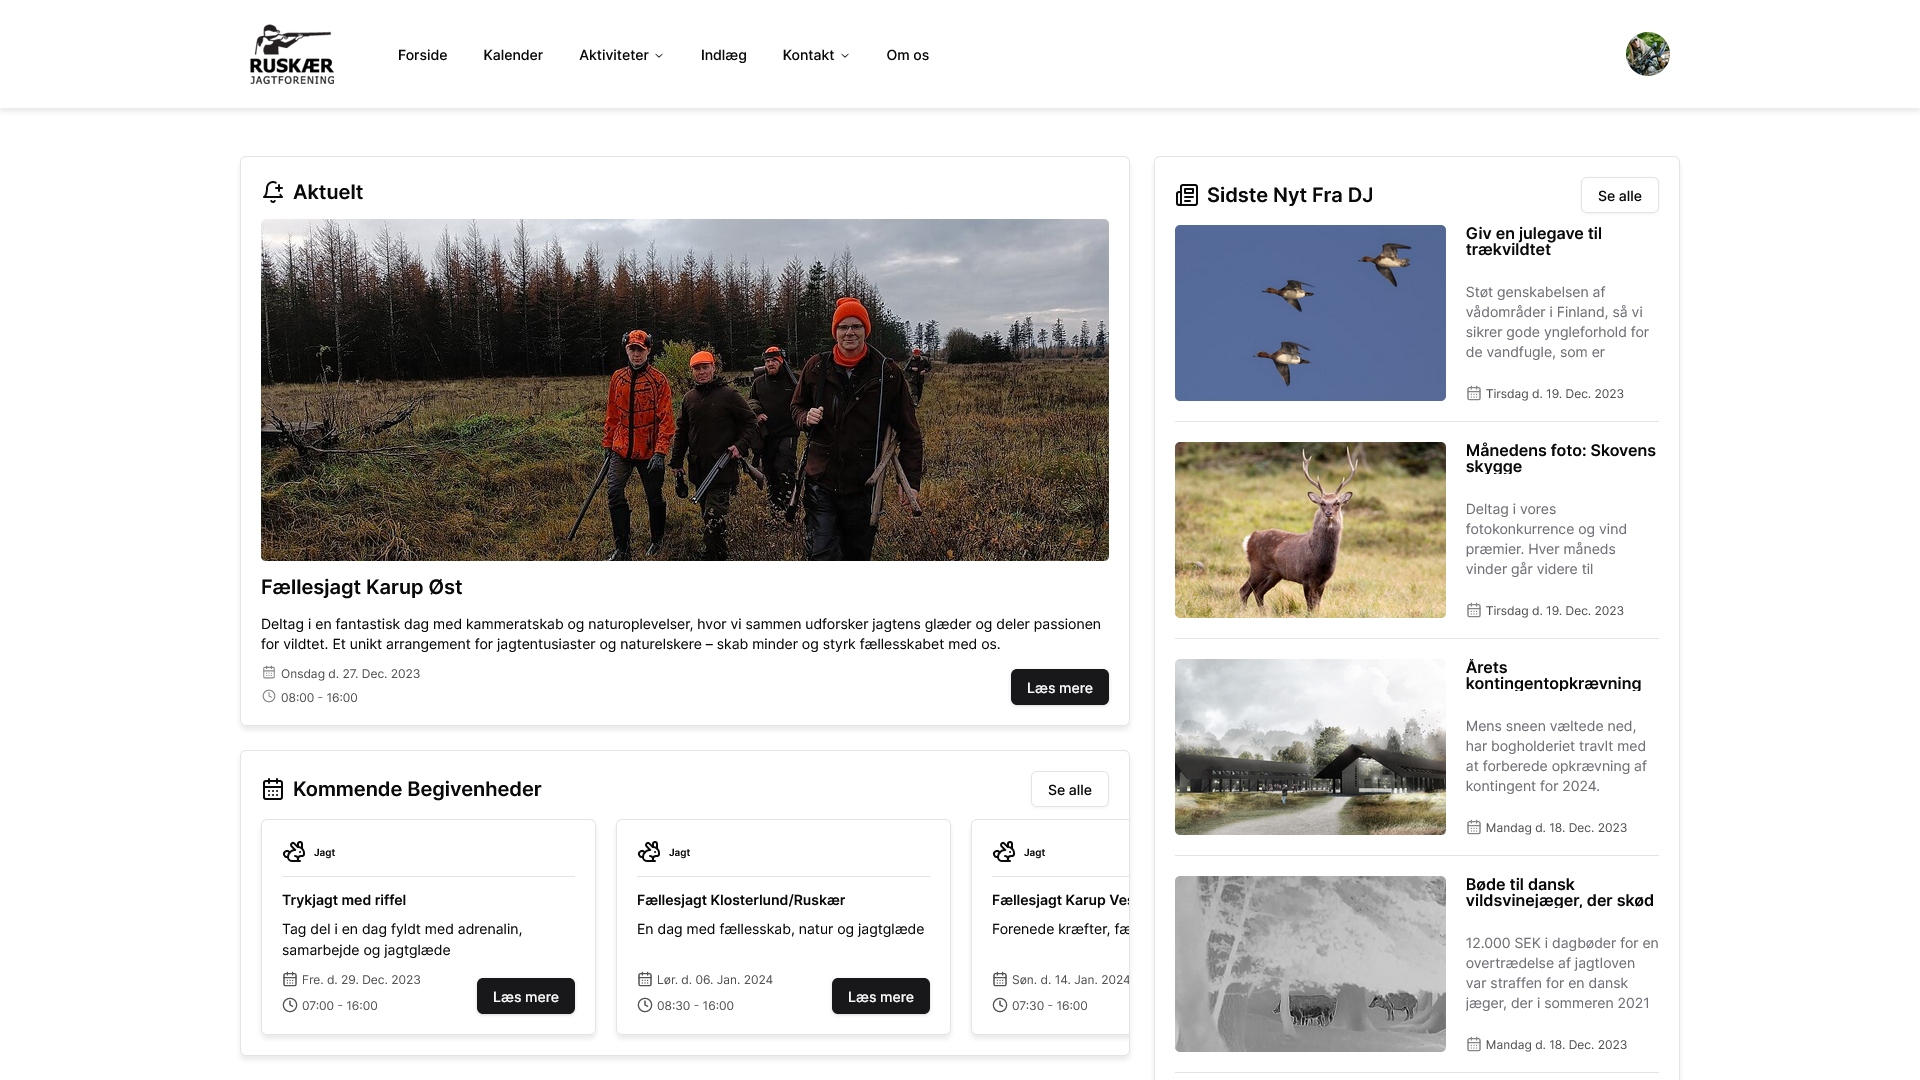 RUSKÆR
JAGTFORENING
Forside
Kalender
Aktiviteter
Indlæg
Kontakt
Om os
Aktuelt
Fællesjagt Karup Øst
Deltag i en fantastisk dag med kammeratskab og naturoplevelser, hvor vi sammen udforsker jagtens glæder og deler passionen
for vildtet. Et unikt arrangement for jagtentusiaster og naturelskere – skab minder og styrk fællesskabet med os.
Onsdag d. 27. Dec. 2023
08:00 - 16:00
Læs mere
Kommende Begivenheder
Se alle
Jagt
Trykjagt med riffel
Tag del i en dag fyldt med adrenalin,
samarbejde og jagtglæde
Fre. d. 29. Dec. 2023
07:00 - 16:00
Læs mere
Jagt
Fællesjagt Klosterlund/Ruskær
En dag med fællesskab, natur og jagtglæde
Lør. d. 06. Jan. 2024
08:30 - 16:00
Læs mere
Jagt
Fællesjagt Karup
Forenede kræfter,
Søn. d. 14. Jan. 2024
07:30 - 16:00
Sidste Nyt Fra DJ
Se alle
Giv en julegave til
trækvildtet
Støt genskabelsen af
vådområder i Finland, så vi
sikrer gode yngleforhold for
de vandfugle, som er
Tirsdag d. 19. Dec. 2023
Månedens foto: Skovens
skygge
Deltag i vores
fotokonkurrence og vind
præmier. Hver måneds
vinder går videre til
Tirsdag d. 19. Dec. 2023
Årets
kontingentopkrævning
Mens sneen væltede ned,
har bogholderiet travlt med
at forberede opkrævning af
kontingent for 2024.
Mandag d. 18. Dec. 2023
Bøde til dansk
vildsvinejæger, der skød
12.000 SEK i dagbøder for en
overtrædelse af jagtloven
var straffen for en dansk
jæger, der i sommeren 2021
Mandag d. 18. Dec. 2023